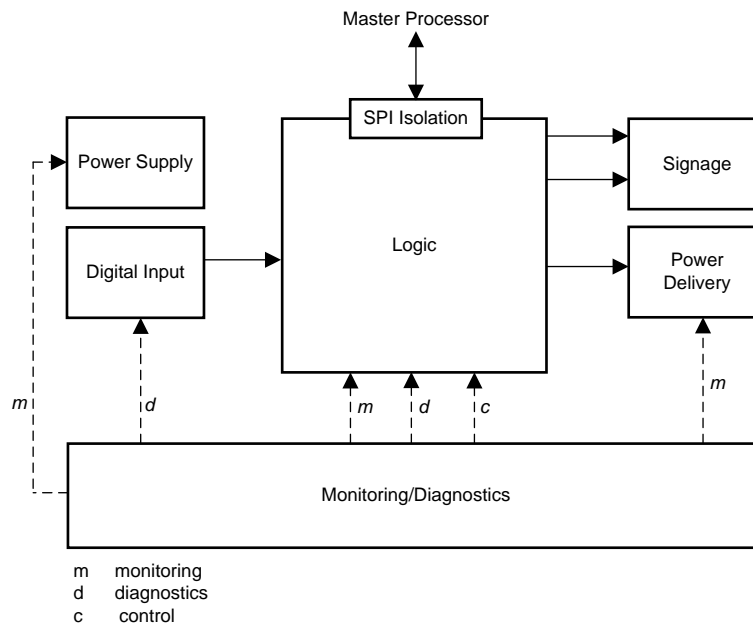 Master Processor
SPI Isolation
Power Supply
Signage
Digital Input
Logic
Power
Delivery
m
d
m
d
c
m
Monitoring/Diagnostics
m monitoring
d diagnostics
c control